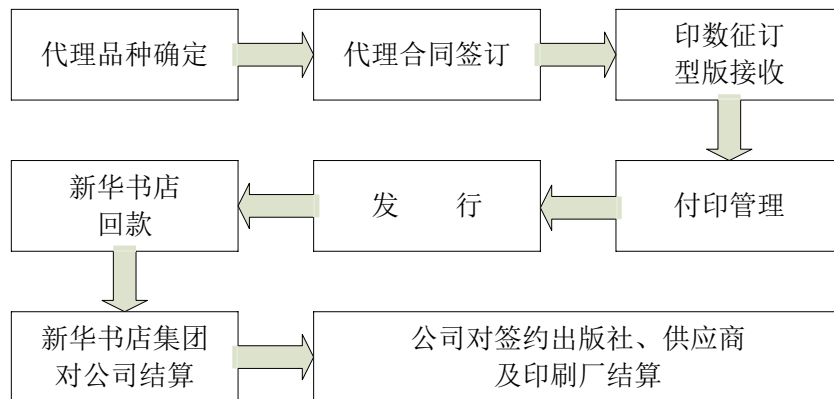 代理品种确定
代理合同签订
印数征订
型版接收
付印管理
发 行
新华书店
回款
新华书店集团
对公司结算
公司对签约出版社、供应商
及印刷厂结算